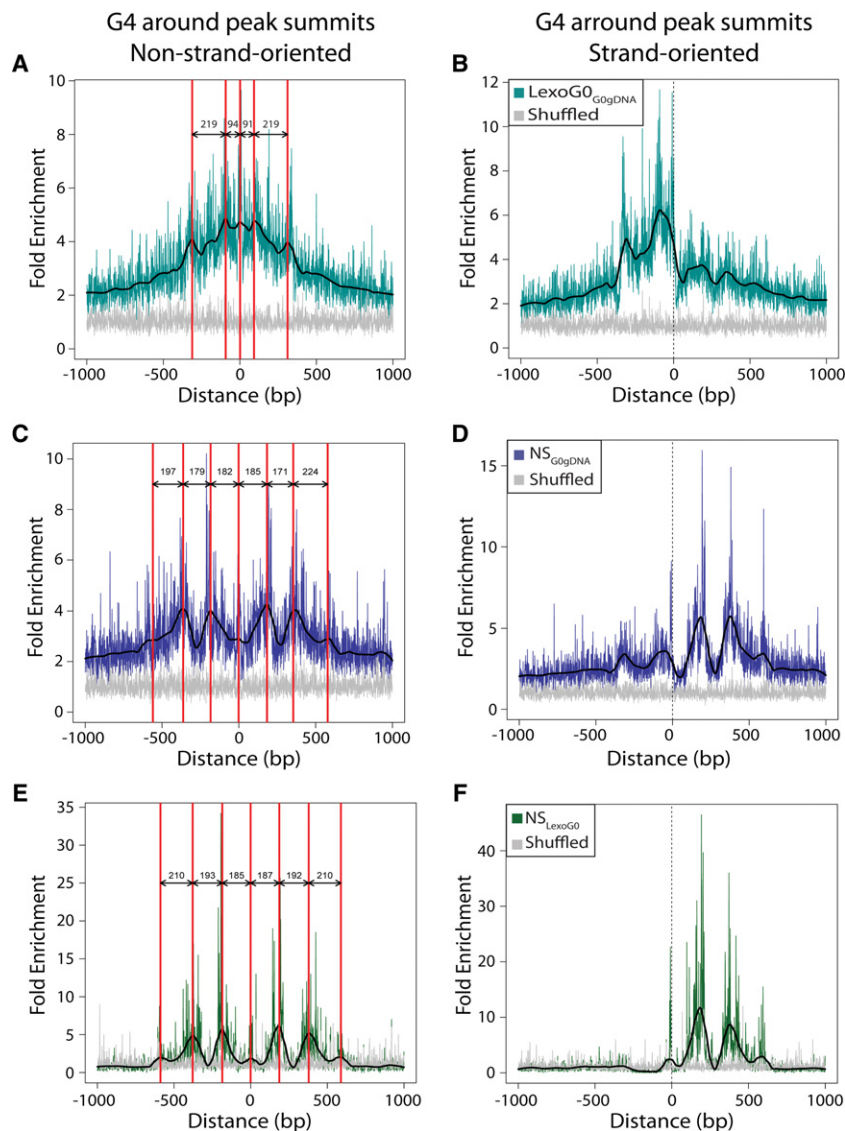 G4 around peak summits
Non-strand-oriented
G4 arround peak summits
Strand-oriented
A
10
8
6
4
2
0
Fold Enrichment
219 94 91 219
-1000 -500 0 500 1000
Distance (bp)
B
12
10
8
6
4
2
0
Fold Enrichment
LexoG0G0gDNA
Shuffled
-1000 -500 0 500 1000
Distance (bp)
C
10
8
6
4
2
0
Fold Enrichment
197 179 182 185 171 224
-1000 -500 0 500 1000
Distance (bp)
D
15
10
5
0
Fold Enrichment
NSG0gDNA
Shuffled
-1000 -500 0 500 1000
Distance (bp)
E
35
30
25
20
15
10
5
0
Fold Enrichment
210 193 185 187 192 210
-1000 -500 0 500 1000
Distance (bp)
F
40
30
20
10
0
Fold Enrichment
NSLexoG0
Shuffled
-1000 -500 0 500 1000
Distance (bp)